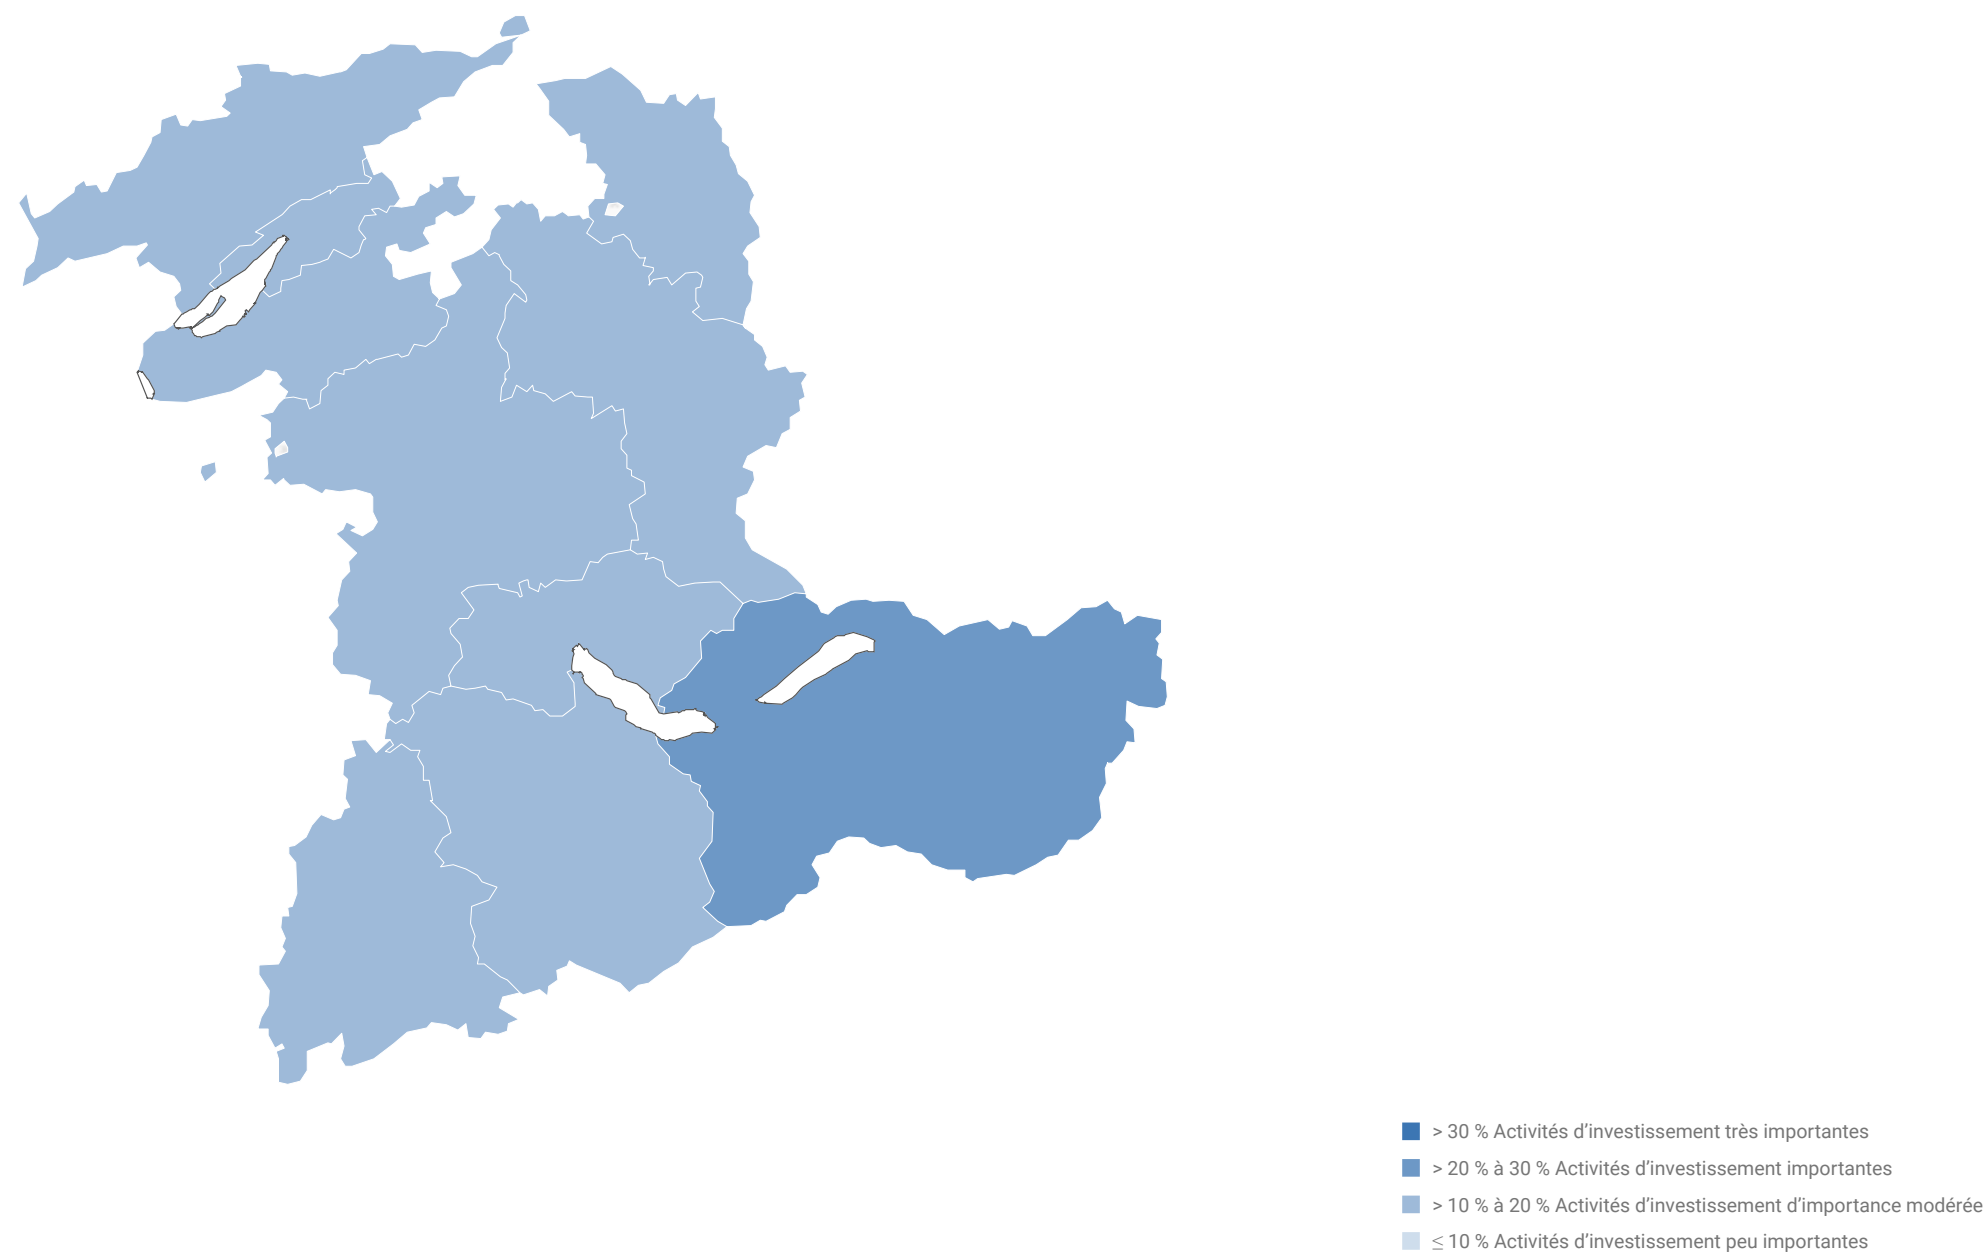 > 30 % Activités d’investissement très importantes
> 20 % à 30 % Activités d’investissement importantes
> 10 % à 20 % Activités d’investissement d’importance modérée
≤ 10 % Activités d’investissement peu importantes